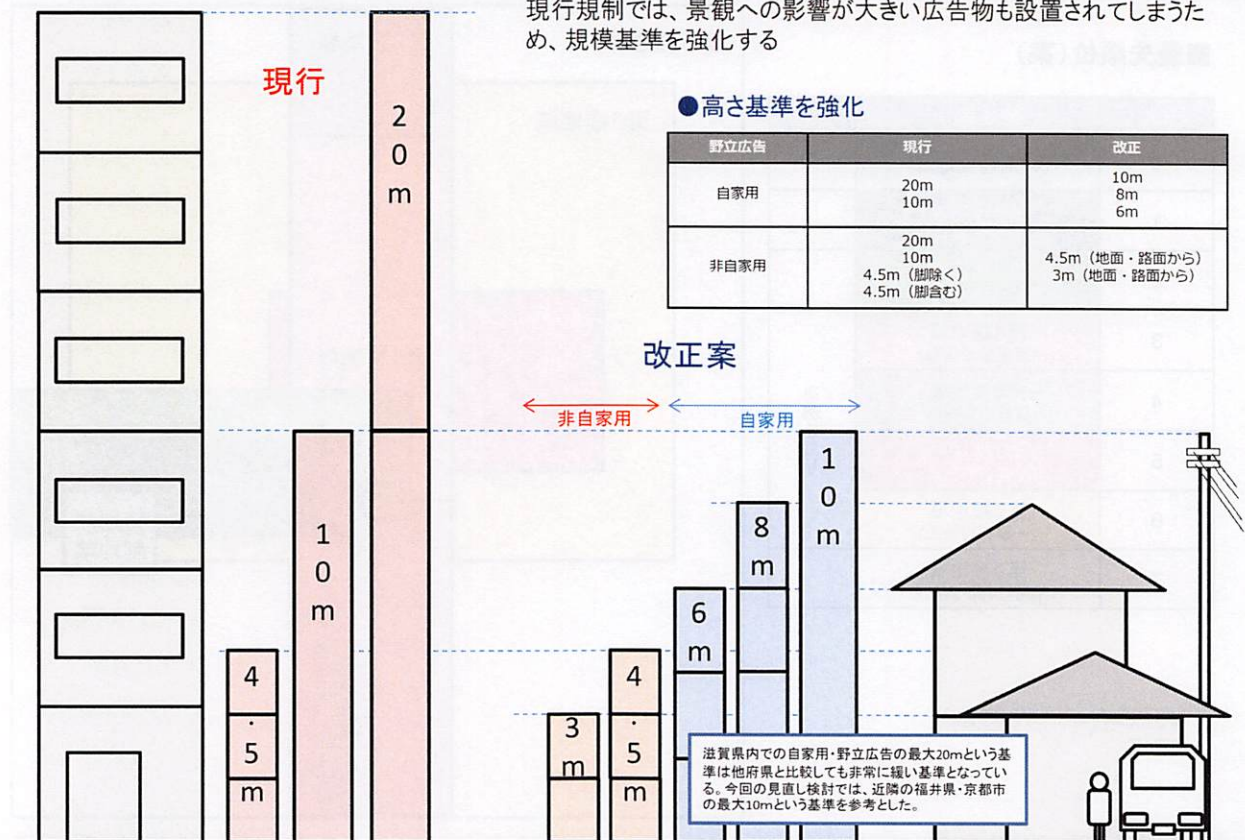 現行規制では、景観への影響が大きい広告物も設置されてしまうた
め、規模基準を強化する
現行
20m
●高さ基準を強化
野立広告 現行 改正
自家用
20m
10m
10m
8m
6m
非自家用
20m
10m
4.5m（脚除く）
4.5m（脚含む）
4.5m（地面・路面から）
3m（地面・路面から）
改正案
非自家用 自家用
4.5m
10m
3m
4.5m
6m
8m
10m
滋賀県内での自家用・野立広告の最大20mという基
準は他府県と比較しても非常に緩い基準となってい
る。今回の見直し検討では、近隣の福井県・京都市
の最大10mという基準を参考とした。